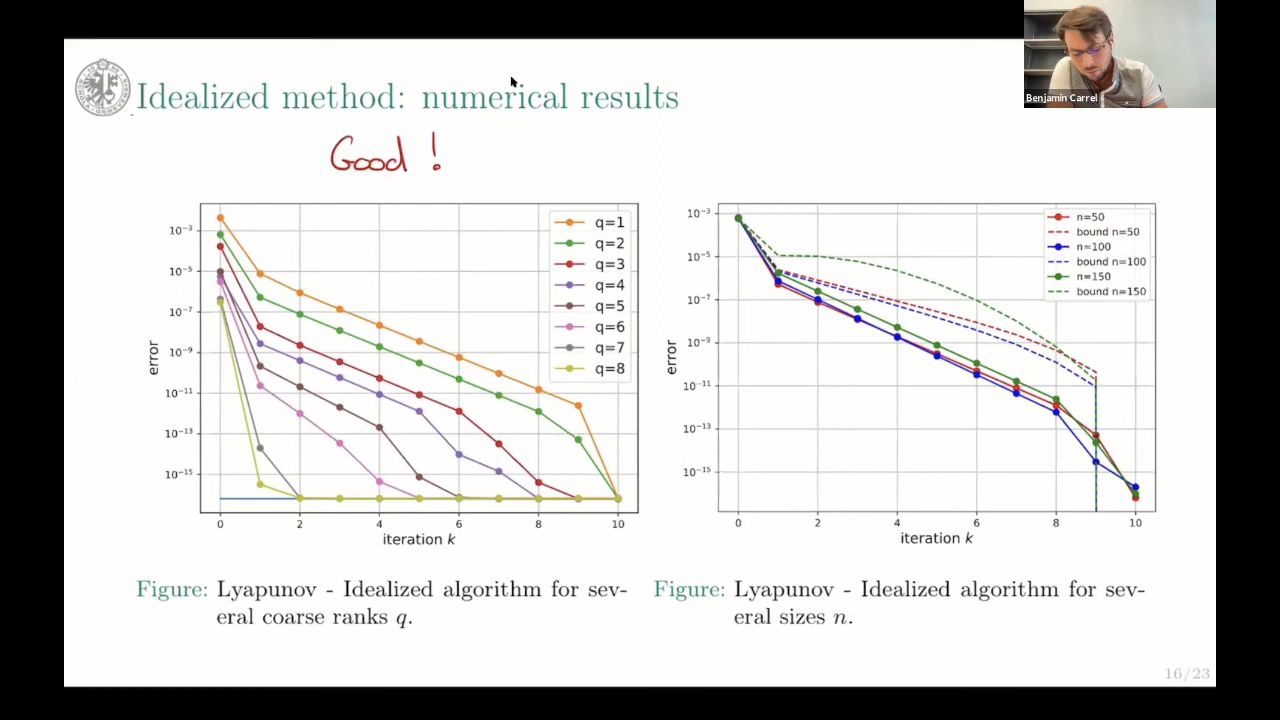 Benjamin Carrel
Idealized method: numerical results
Good !
10⁻³
10⁻⁵
10⁻⁷
10⁻⁹
10⁻¹¹
10⁻¹³
10⁻¹⁵
error
q=1
q=2
q=3
q=4
q=5
q=6
q=7
q=8
0 2 4 6 8 10
iteration k
10⁻³
10⁻⁵
10⁻⁷
10⁻⁹
10⁻¹¹
10⁻¹³
10⁻¹⁵
error
n=50
bound n=50
n=100
bound n=100
n=150
bound n=150
0 2 4 6 8 10
iteration k
Figure: Lyapunov - Idealized algorithm for sev-
eral coarse ranks q.
Figure: Lyapunov - Idealized algorithm for sev-
eral sizes n.
16/23